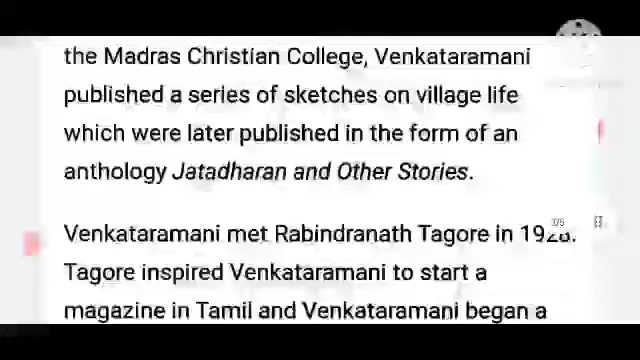 the Madras Christian College, Venkataramani
published a series of sketches on village life
which were later published in the form of an
anthology Jatadharan and Other Stories.
Venkataramani met Rabindranath Tagore in
Tagore inspired Venkataramani to start a
magazine in Tamil and Venkataramani began a